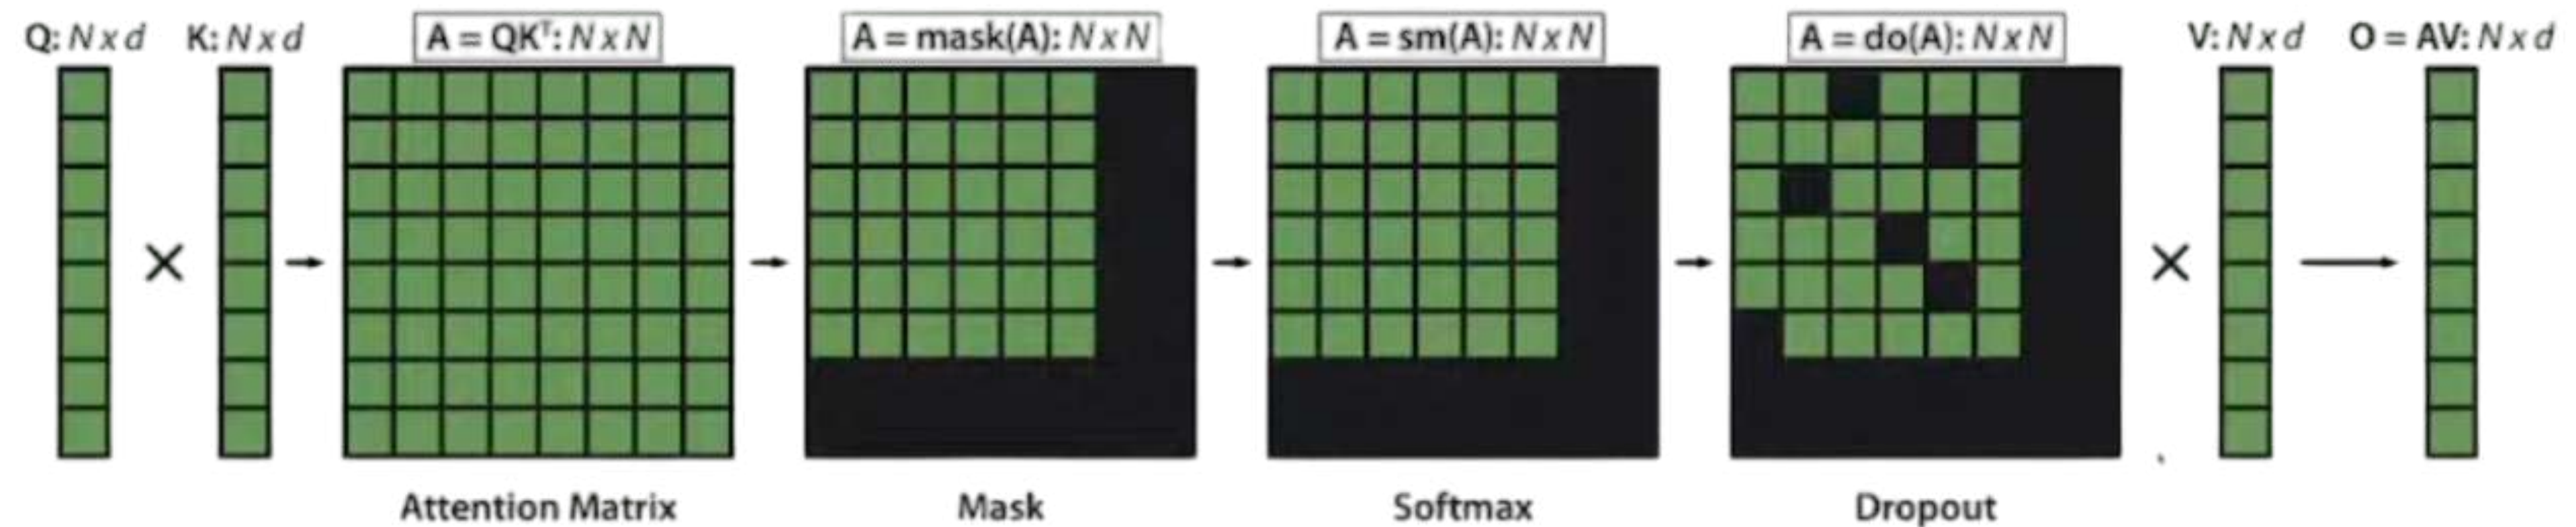 Q: N x d
K: N x d
A = QKᵀ: N x N
A = mask(A): N x N
A = sm(A): N x N
A = do(A): N x N
V: N x d
O = AV: N x d
Attention Matrix
Mask
Softmax
Dropout